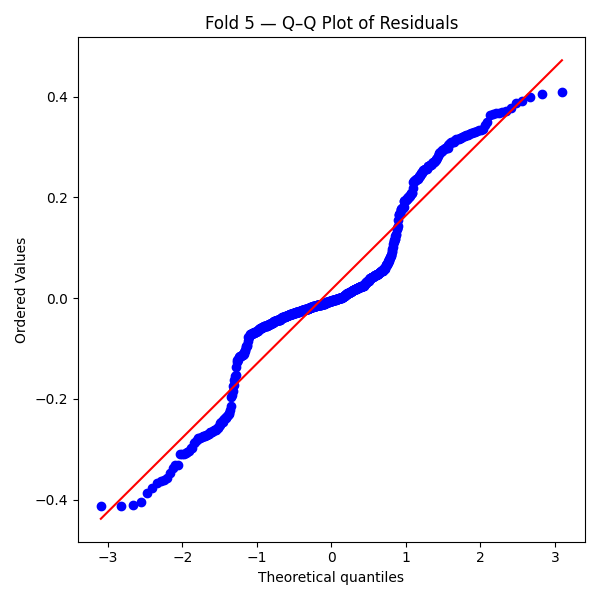 Fold 5 — Q–Q Plot of Residuals
Ordered Values
0.4
0.2
0.0
−0.2
−0.4
−3 −2 −1 0 1 2 3
Theoretical quantiles